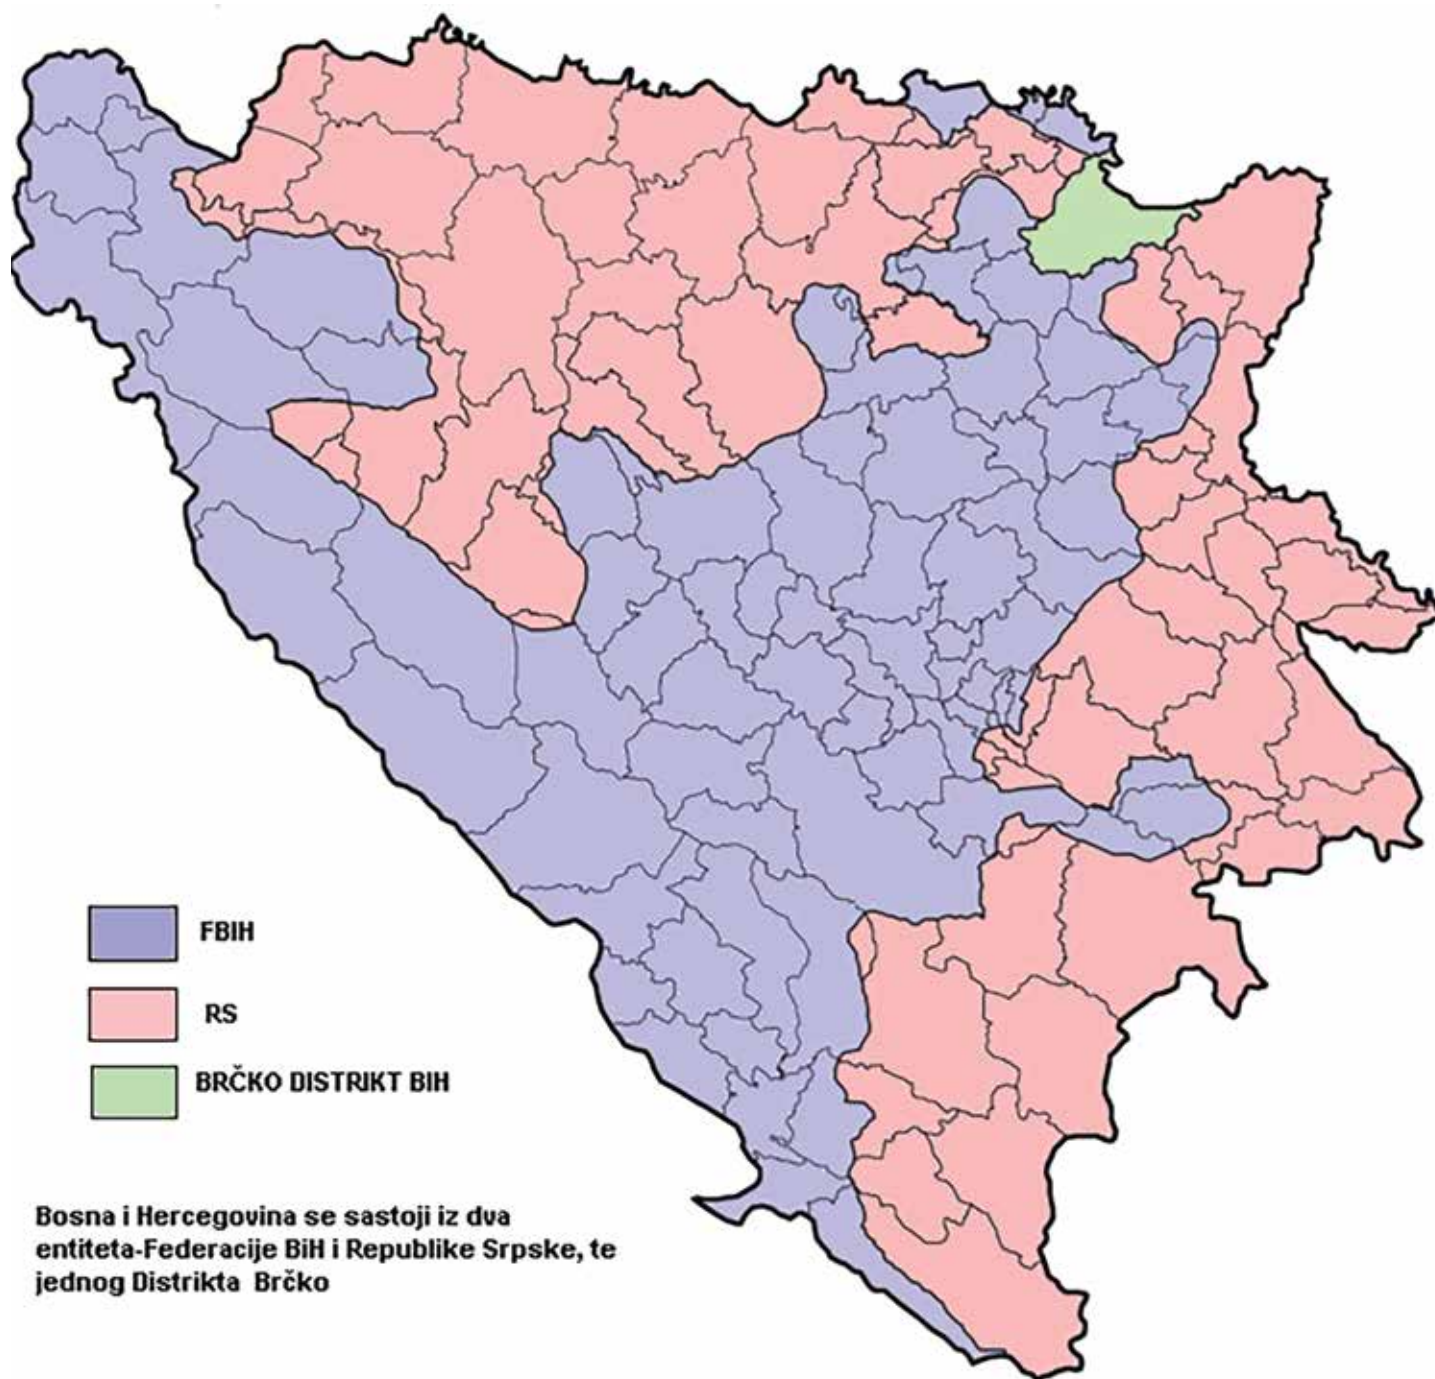 FBIH
RS
BRČKO DISTRIKT BIH
Bosna i Hercegovina se sastoji iz dva
entiteta-Federacije BiH i Republike Srpske, te
jednog Distrikta Brčko